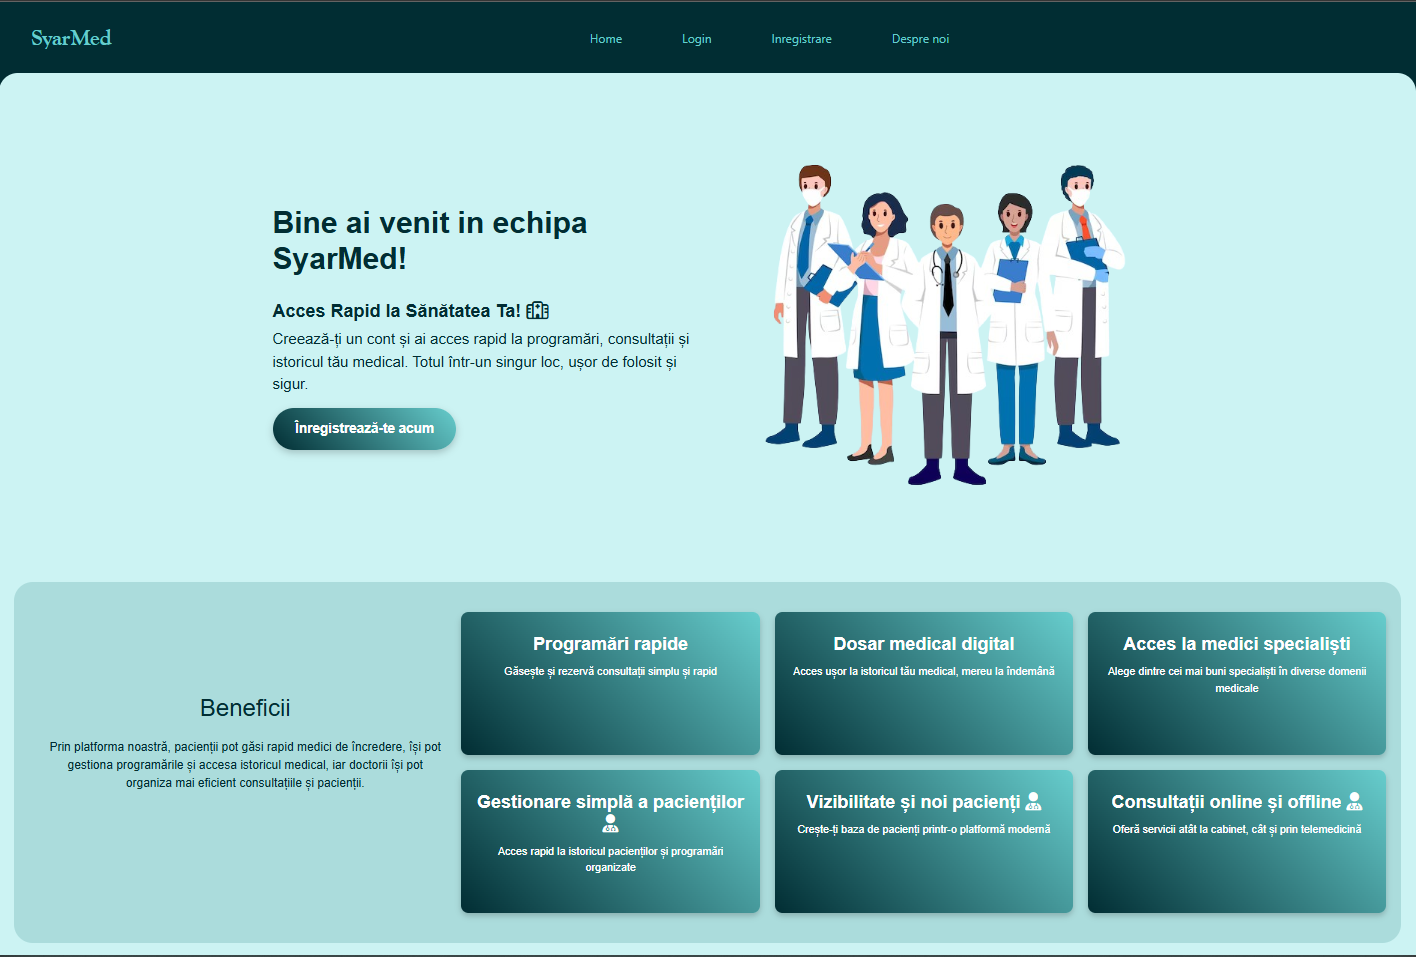 SyarMed
Home
Login
Inregistrare
Despre noi
Bine ai venit in echipa
SyarMed!
Acces Rapid la Sănătatea Ta!
Creează-ți un cont și ai acces rapid la programări, consultații și
istoricul tău medical. Totul într-un singur loc, ușor de folosit și
sigur.
Înregistrează-te acum
Beneficii
Prin platforma noastră, pacienții pot găsi rapid medici de încredere, își pot
gestiona programările și accesa istoricul medical, iar doctorii își pot
organiza mai eficient consultațiile și pacienții.
Programări rapide
Găsește și rezervă consultații simplu și rapid
Dosar medical digital
Acces ușor la istoricul tău medical, mereu la îndemână
Acces la medici specialiști
Alege dintre cei mai buni specialiști în diverse domenii
medicale
Gestionare simplă a pacienților
Acces rapid la istoricul pacienților și programări
organizate
Vizibilitate și noi pacienți
Crește-ți baza de pacienți printr-o platformă modernă
Consultații online și offline
Oferă servicii atât la cabinet, cât și prin telemedicină